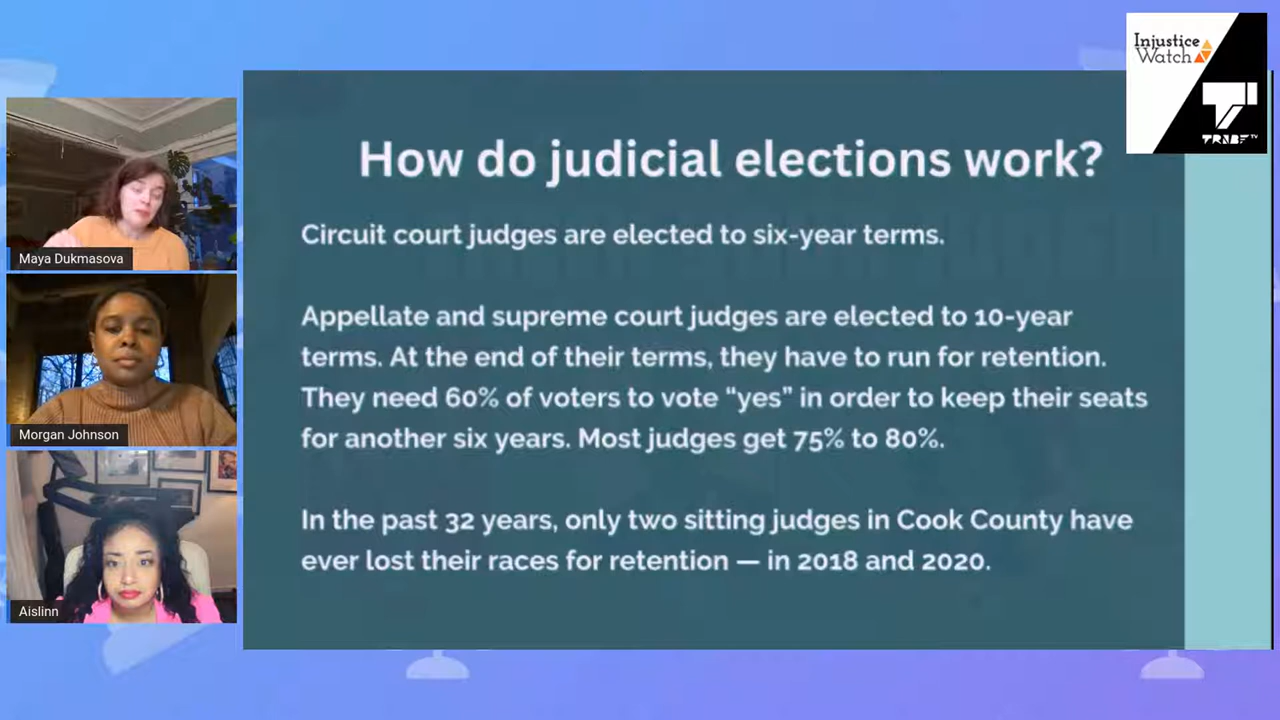 Injustice
Watch
TRiBE TV
How do judicial elections work?
Circuit court judges are elected to six-year terms.
Appellate and supreme court judges are elected to 10-year
terms. At the end of their terms, they have to run for retention.
They need 60% of voters to vote “yes” in order to keep their seats
for another six years. Most judges get 75% to 80%.
In the past 32 years, only two sitting judges in Cook County have
ever lost their races for retention — in 2018 and 2020.
Maya Dukmasova
Morgan Johnson
Aislinn